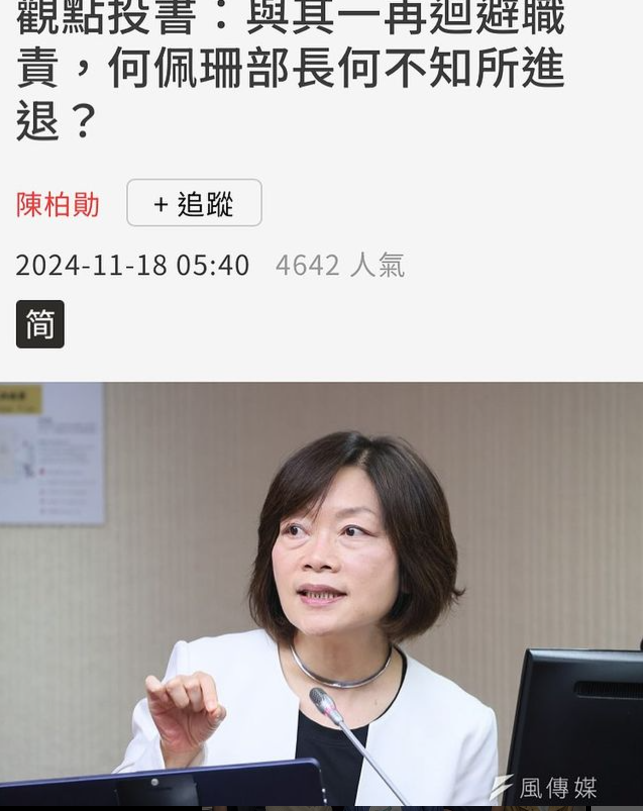 觀點投書：與其一再迴避職
責，何佩珊部長何不知所進
退？
陳柏勛
+ 追蹤
2024-11-18 05:40 4642 人氣
简
風傳媒